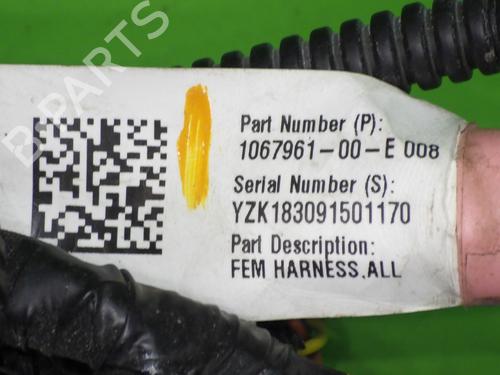 B-PARTS
Part Number (P):
1067961-00-E 008
Serial Number (S):
YZK183091501170
Part Description:
FEM HARNESS,ALL